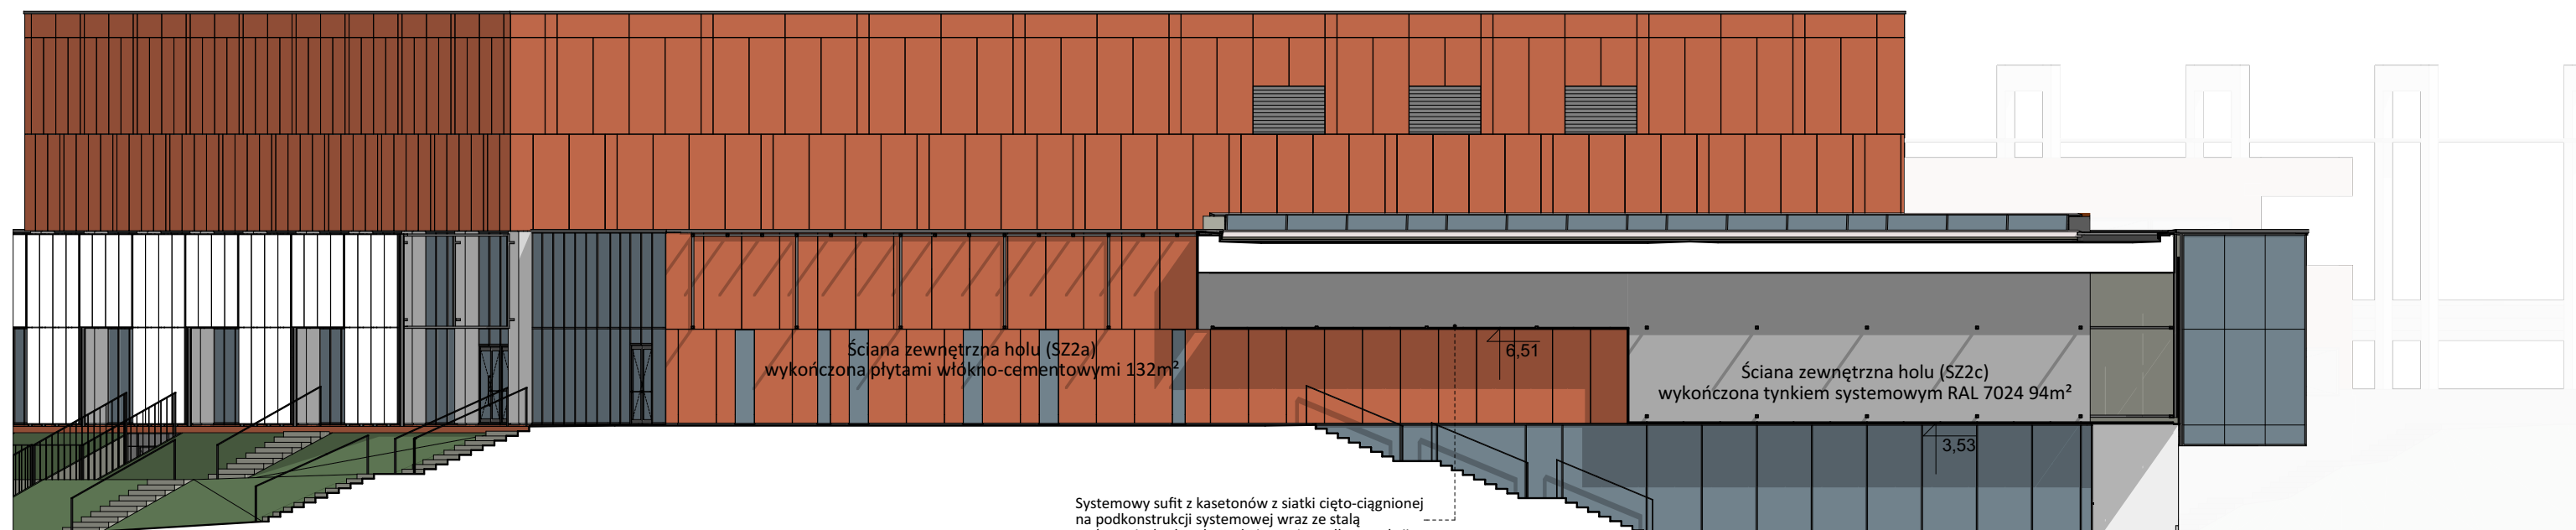 Ściana zewnętrzna holu (SZ2a)
wykończona płytami włókno-cementowymi 132m²
6,51
Ściana zewnętrzna holu (SZ2c)
wykończona tynkiem systemowym RAL 7024 94m²
3,53
Systemowy sufit z kasetonów z siatki cięto-ciągnionej
na podkonstrukcji systemowej wraz ze stalą